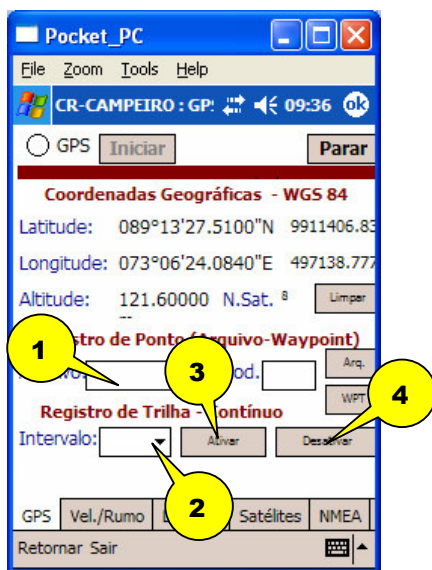 Pocket_PC
File Zoom Tools Help
CR-CAMPEIRO : GP: 09:36 ok
GPS Iniciar Parar
Coordenadas Geográficas - WGS 84
Latitude: 089°13'27.5100"N 9911406.83
Longitude: 073°06'24.0840"E 497138.777
Altitude: 121.60000 N.Sat. 8 Limpar
de Ponto (Arquivo-Waypoint)
1 3 Arq.
WPT 4
Registro de Trilha - Contínuo
Intervalo: Ativar Desativar
2
GPS Vel./Rumo Satélites NMEA
Retornar Sair